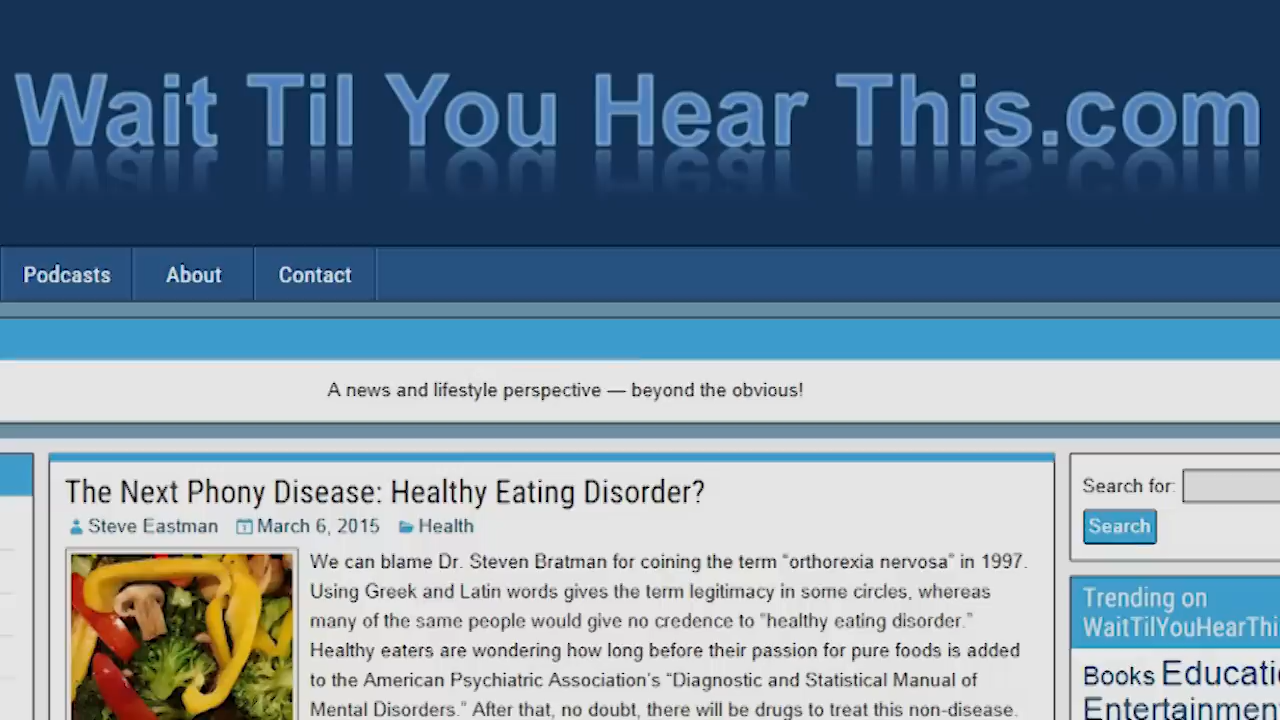 Wait Til You Hear This.com
Podcasts
About
Contact
A news and lifestyle perspective — beyond the obvious!
The Next Phony Disease: Healthy Eating Disorder?
Steve Eastman March 6, 2015 Health
We can blame Dr. Steven Bratman for coining the term “orthorexia nervosa” in 1997.
Using Greek and Latin words gives the term legitimacy in some circles, whereas
many of the same people would give no credence to “healthy eating disorder.”
Healthy eaters are wondering how long before their passion for pure foods is added
to the American Psychiatric Association’s “Diagnostic and Statistical Manual of
Mental Disorders.” After that, no doubt, there will be drugs to treat this non-disease.
Search for:
Search
Trending on
WaitTilYouHearThi
Books Educati
Entertainmen